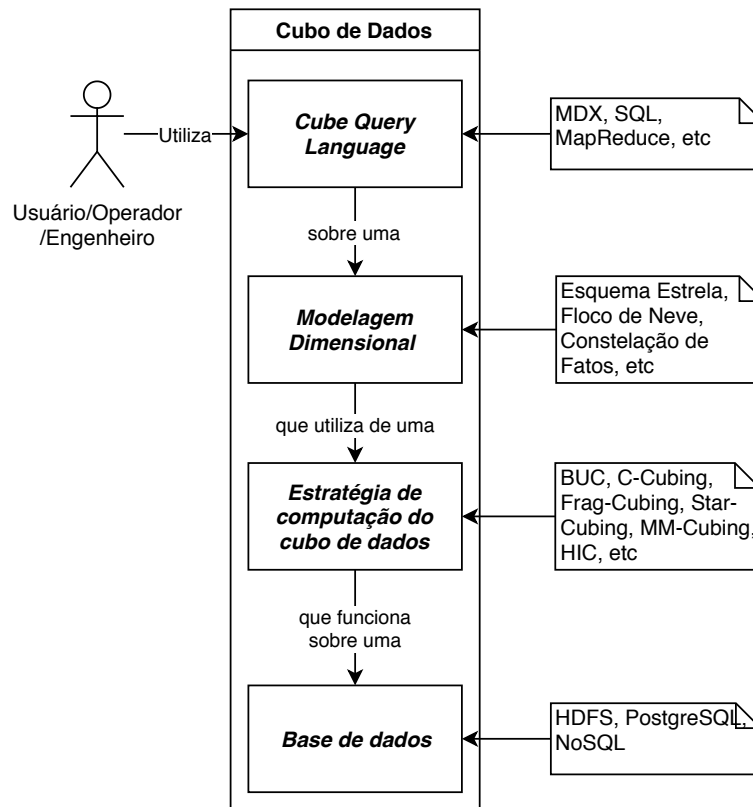 Cubo de Dados
Cube Query
Language
MDX, SQL,
MapReduce, etc
Utiliza
Usuário/Operador
/Engenheiro
sobre uma
Modelagem
Dimensional
Esquema Estrela,
Floco de Neve,
Constelação de
Fatos, etc
que utiliza de uma
Estratégia de
computação do
cubo de dados
BUC, C-Cubing,
Frag-Cubing, Star-
Cubing, MM-Cubing,
HIC, etc
que funciona
sobre uma
Base de dados
HDFS, PostgreSQL,
NoSQL